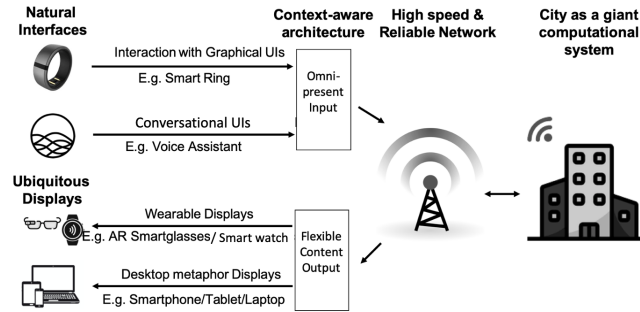 Natural
Interfaces
Context-aware
architecture
High speed &
Reliable Network
City as a giant
computational
system
Interaction with Graphical UIs
E.g. Smart Ring
Omni-
present
Input
Conversational UIs
E.g. Voice Assistant
Ubiquitous
Displays
Wearable Displays
E.g. AR Smartglasses/ Smart watch
Flexible
Content
Output
Desktop metaphor Displays
E.g. Smartphone/Tablet/Laptop